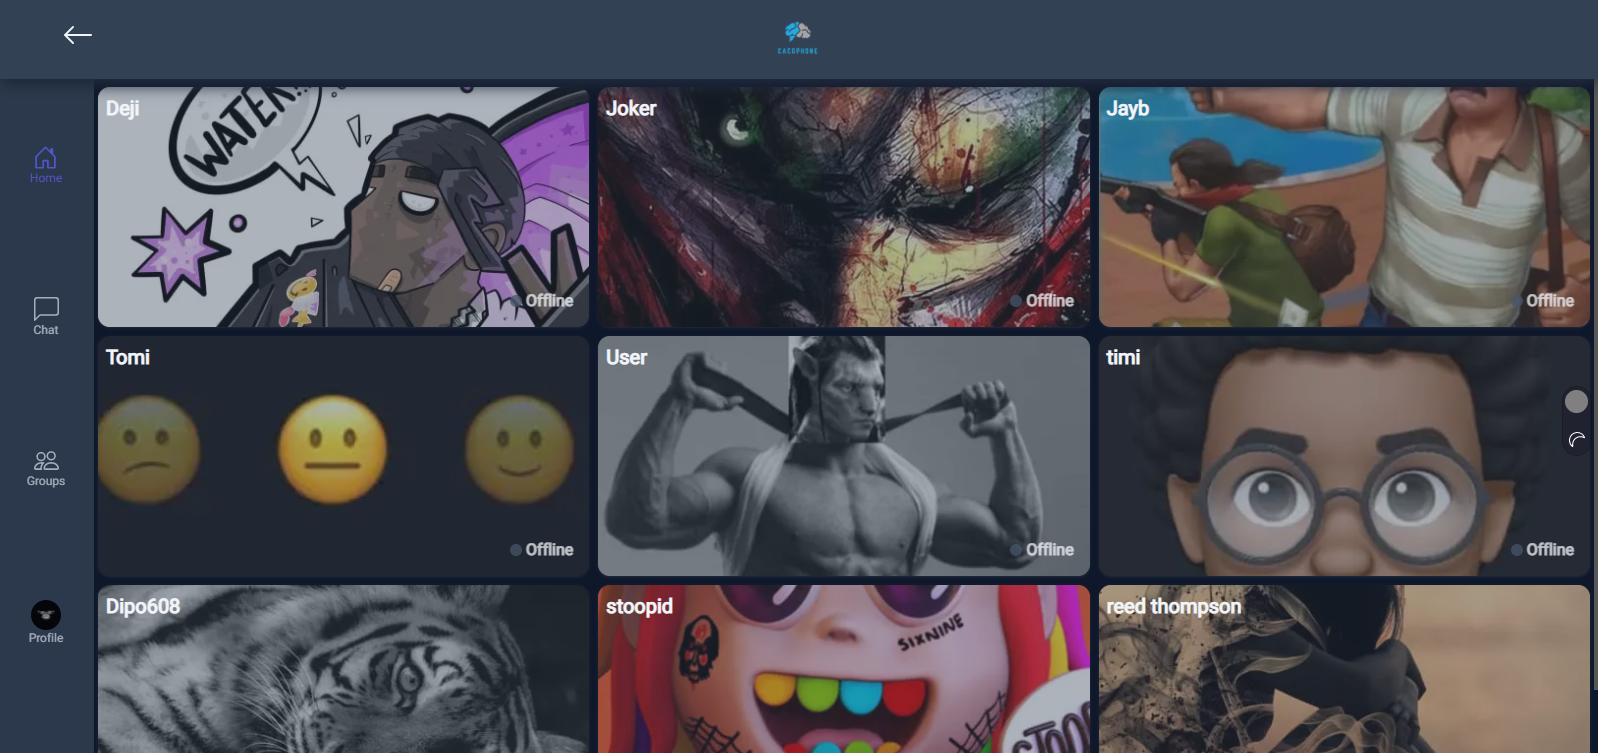 CACOPHONE
Deji
WATER!!
Offline
Joker
Offline
Jayb
Offline
Home
Chat
Groups
Profile
Tomi
Offline
User
Offline
timi
Offline
Dipo608
stoopid
SIXNINE
reed thompson